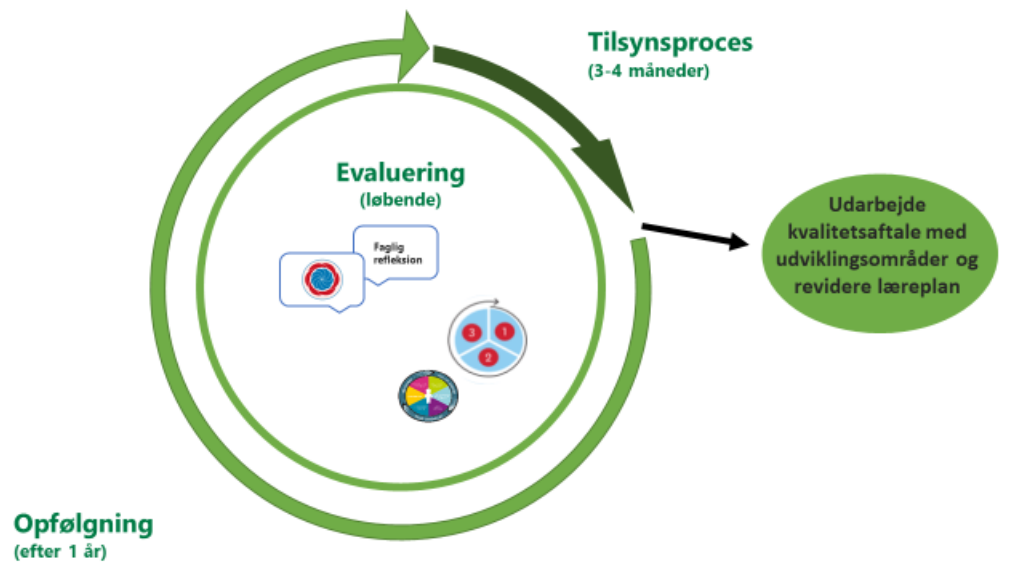 Tilsynsproces
(3-4 måneder)
Evaluering
(løbende)
Faglig
refleksion
3
1
2
Udarbejde
kvalitetsaftale med
udviklingsområder og
revidere læreplan
Opfølgning
(efter 1 år)